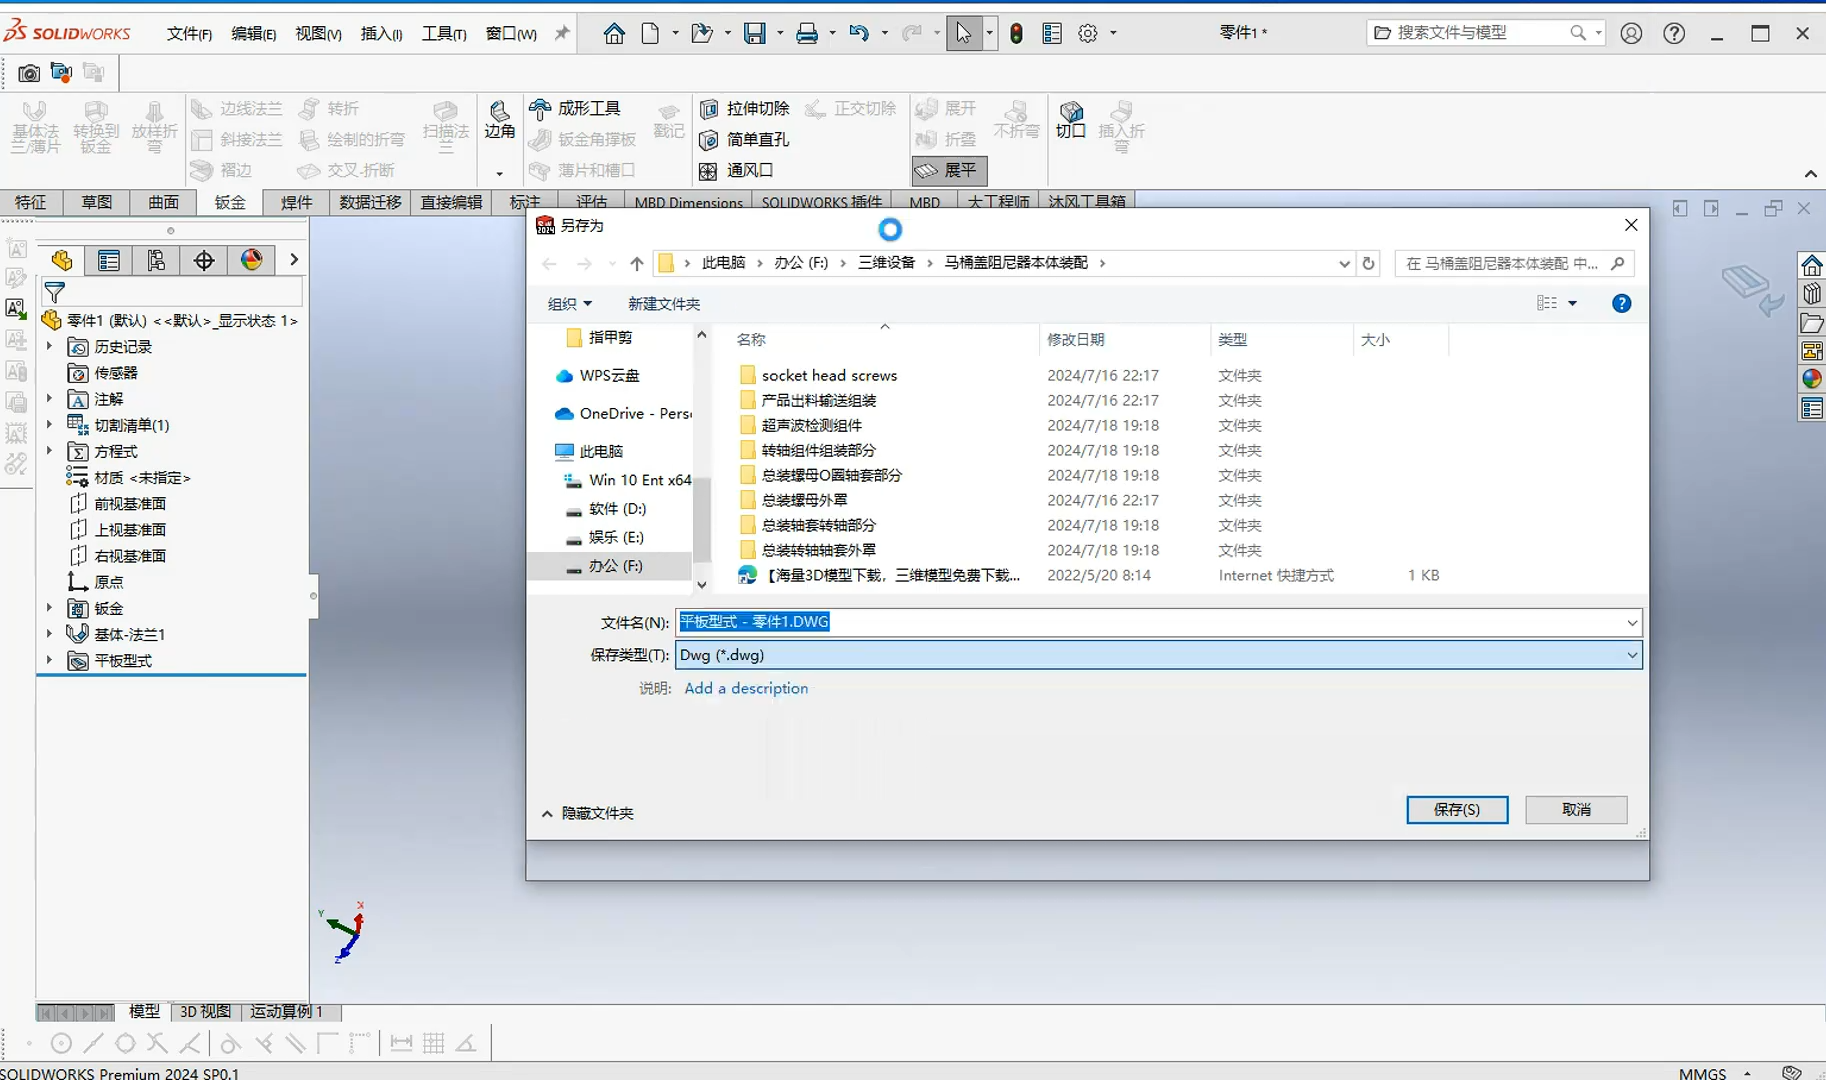 SOLIDWORKS 文件(F) 编辑(E) 视图(V) 插入(I) 工具(T) 窗口(W) 零件1 * 搜索文件与模型
基体法兰/薄片 转换到钣金 放样折弯 边线法兰 斜接法兰 褶边 转折 绘制的折弯 交叉-折断 扫描法兰 边角 成形工具 钣金角撑板 薄片和槽口 戳记 拉伸切除 简单直孔 通风口 正交切除 展开 折叠 展平 不折弯 切口 插入折弯
特征 草图 曲面 钣金 焊件 数据迁移 直接编辑 标注 评估 MBD Dimensions SOLIDWORKS 插件 MBD 大工程师 沐风工具箱
零件1 (默认) <<默认>_显示状态 1>
历史记录
传感器
注解
切割清单(1)
方程式
材质 <未指定>
前视基准面
上视基准面
右视基准面
原点
钣金
基体-法兰1
平板型式
SW
2024
另存为
此电脑 › 办公 (F:) › 三维设备 › 马桶盖阻尼器本体装配 ›
在 马桶盖阻尼器本体装配 中...
组织 新建文件夹
指甲剪
WPS云盘
OneDrive - Pers
此电脑
Win 10 Ent x64
软件 (D:)
娱乐 (E:)
办公 (F:)
名称 修改日期 类型 大小
socket head screws 2024/7/16 22:17 文件夹
产品出料输送组装 2024/7/16 22:17 文件夹
超声波检测组件 2024/7/18 19:18 文件夹
转轴组件组装部分 2024/7/18 19:18 文件夹
总装螺母O圈轴套部分 2024/7/18 19:18 文件夹
总装螺母外罩 2024/7/16 22:17 文件夹
总装轴套转轴部分 2024/7/18 19:18 文件夹
总装转轴轴套外罩 2024/7/18 19:18 文件夹
【海量3D模型下载，三维模型免费下载... 2022/5/20 8:14 Internet 快捷方式 1 KB
文件名(N): 平板型式 - 零件1.DWG
保存类型(T): Dwg (*.dwg)
说明: Add a description
隐藏文件夹 保存(S) 取消
Y X
Z
模型 3D 视图 运动算例 1
SOLIDWORKS Premium 2024 SP0.1 MMGS